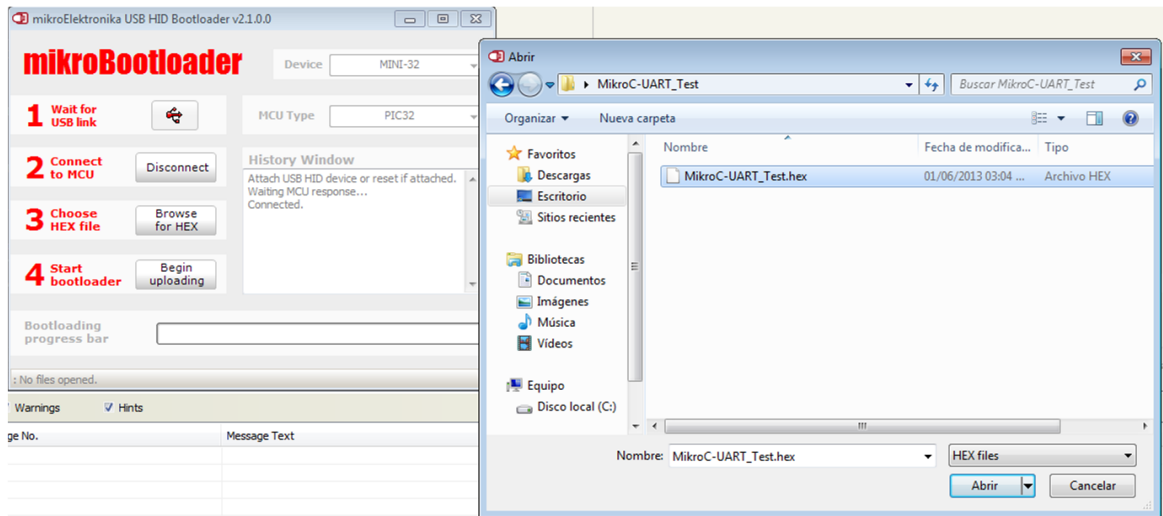 mikroElektronika USB HID Bootloader v2.1.0.0
mikroBootloader
Device
MINI-32
1 Wait for
USB link
MCU Type
PIC32
2 Connect
to MCU
Disconnect
History Window
Attach USB HID device or reset if attached.
Waiting MCU response...
Connected.
3 Choose
HEX file
Browse
for HEX
4 Start
bootloader
Begin
uploading
Bootloading
progress bar
: No files opened.
Warnings
Hints
ge No.
Message Text
Abrir
MikroC-UART_Test
Buscar MikroC-UART_Test
Organizar
Nueva carpeta
Favoritos
Descargas
Escritorio
Sitios recientes
Bibliotecas
Documentos
Imágenes
Música
Vídeos
Equipo
Disco local (C:)
Nombre
Fecha de modifica...
Tipo
MikroC-UART_Test.hex
01/06/2013 03:04 ...
Archivo HEX
Nombre: MikroC-UART_Test.hex
HEX files
Abrir
Cancelar